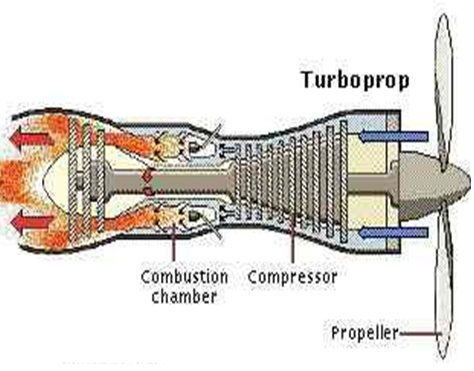 Turboprop
Combustion
chamber
Compressor
Propeller